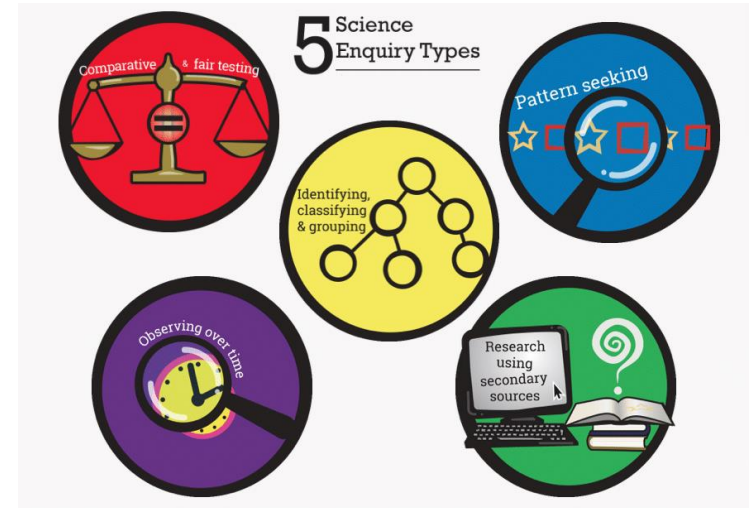 5 Science
Enquiry Types
Comparative & fair testing
Pattern seeking
Identifying,
classifying
& grouping
Observing over time
Research
using
secondary
sources